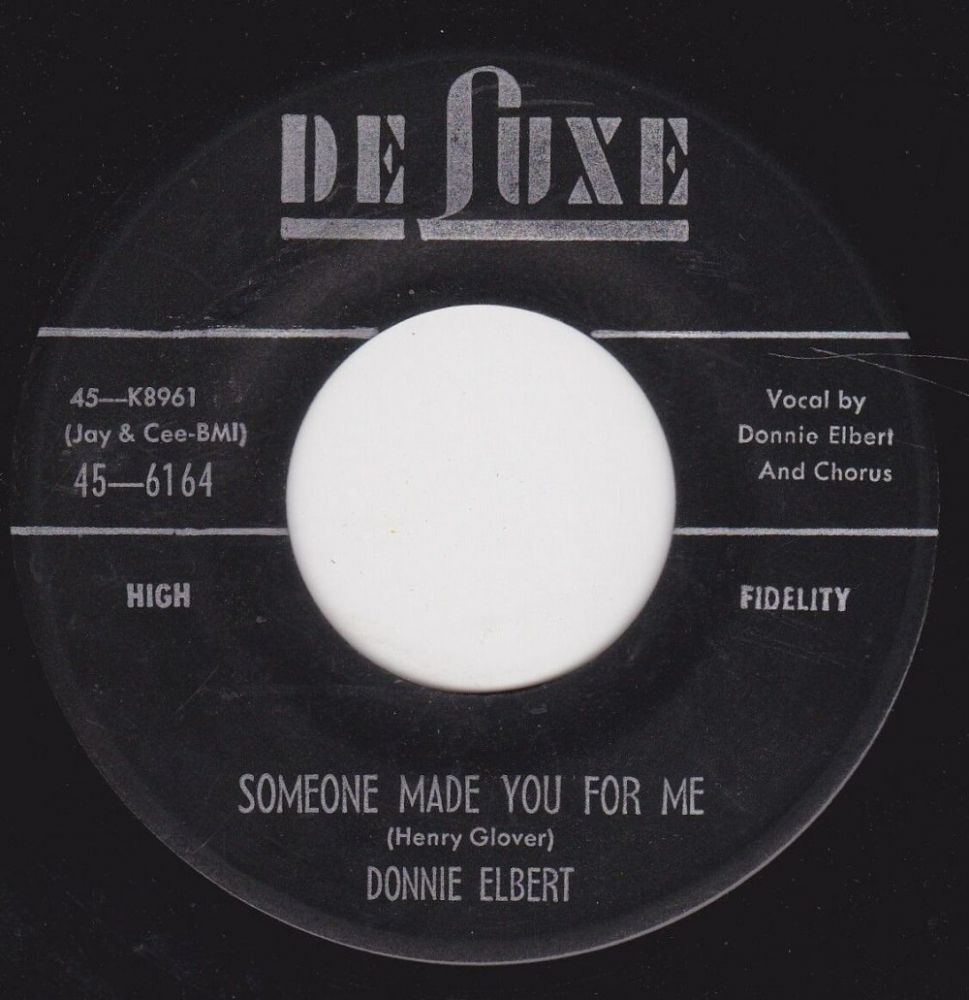 DE LUXE
45—K8961
(Jay & Cee-BMI)
45—6164
Vocal by
Donnie Elbert
And Chorus
HIGH
FIDELITY
SOMEONE MADE YOU FOR ME
(Henry Glover)
DONNIE ELBERT